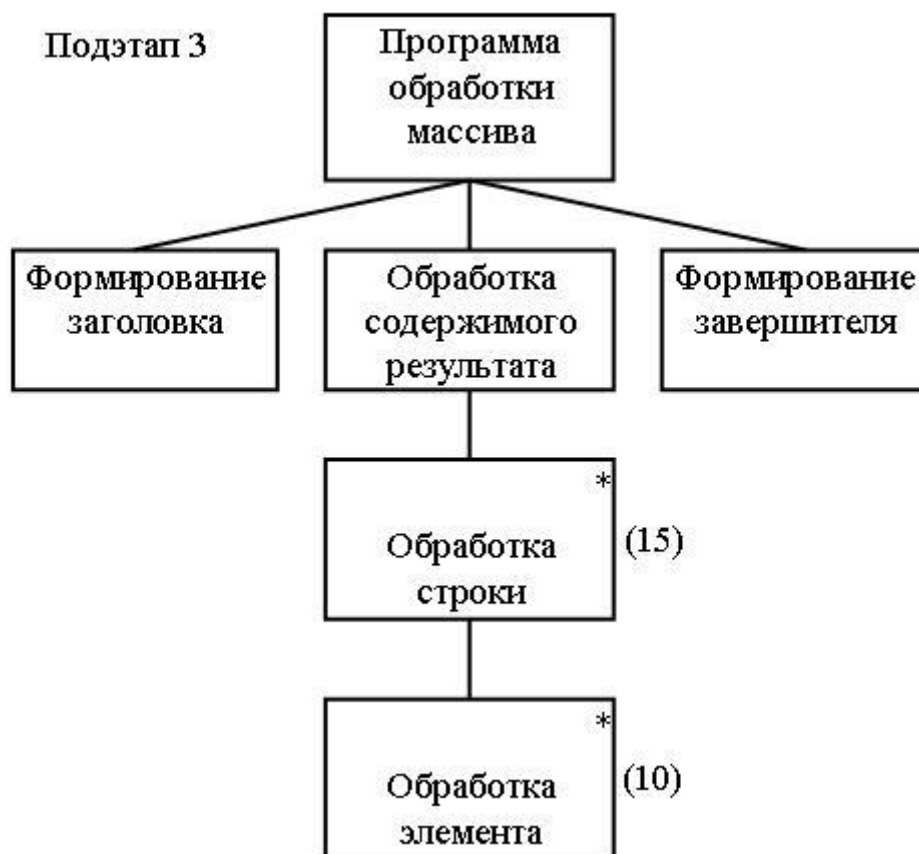 Подэтап 3
Программа
обработки
массива
Формирование
заголовка
Обработка
содержимого
результата
Формирование
завершителя
*
Обработка
строки
(15)
*
Обработка
элемента
(10)